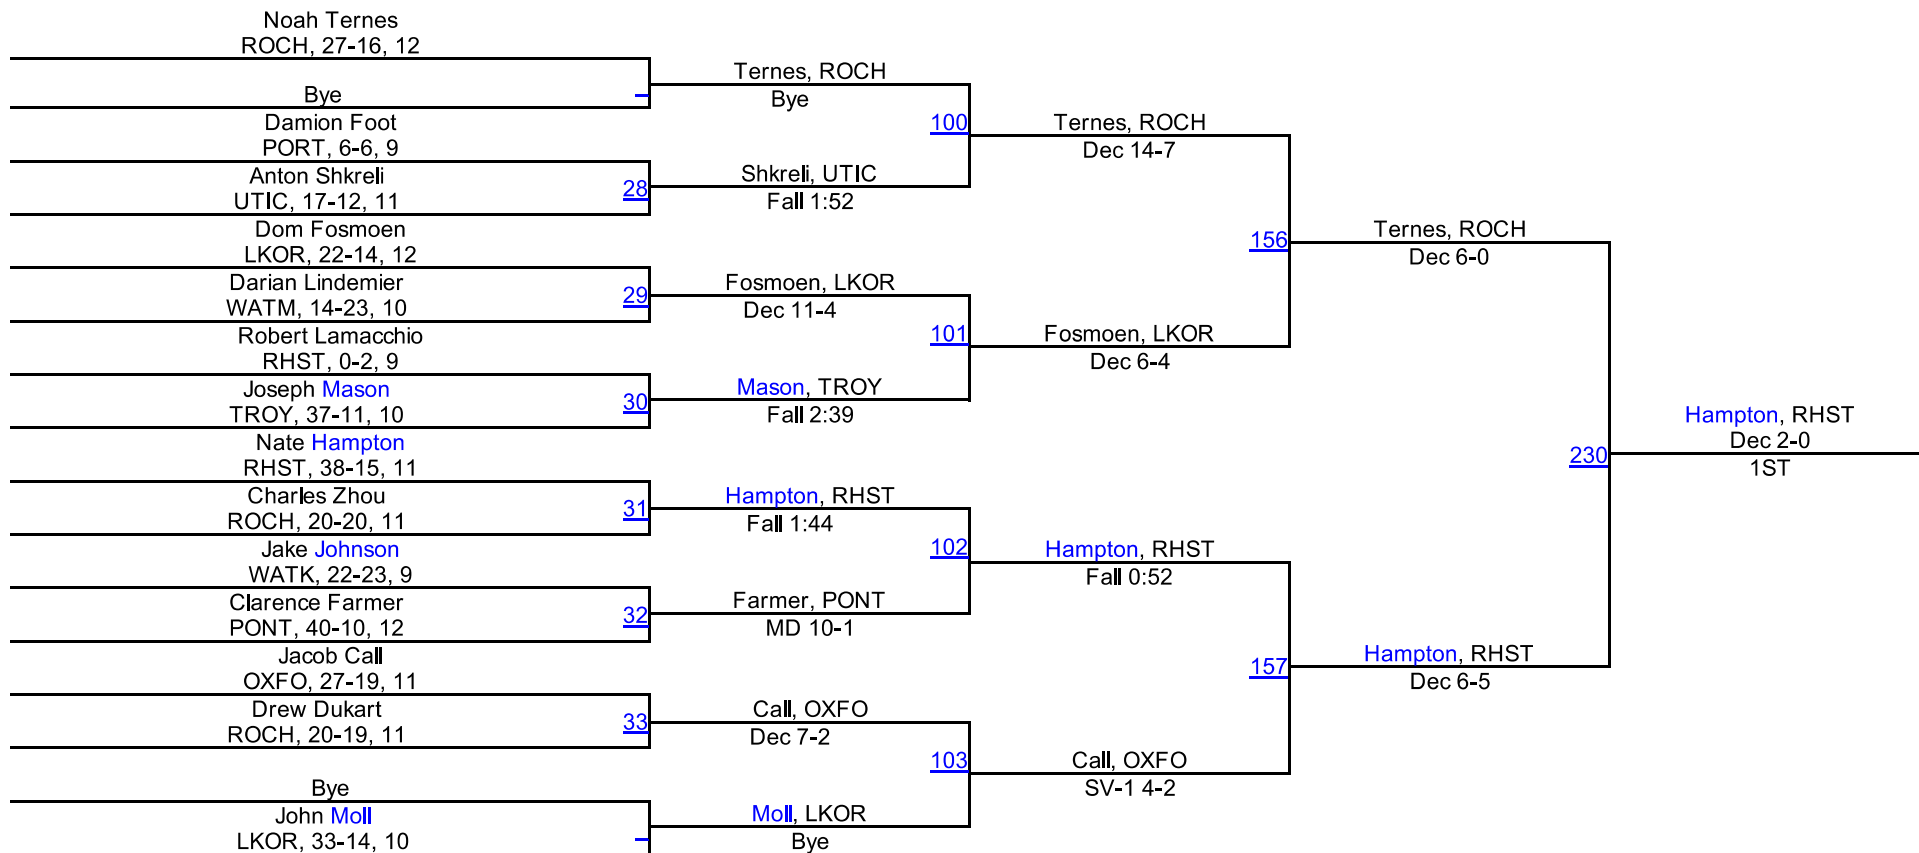 Noah Ternes
ROCH, 27-16, 12
Bye
Damion Foot
PORT, 6-6, 9
Anton Shkreli
UTIC, 17-12, 11
28
Dom Fosmoen
LKOR, 22-14, 12
Darian Lindemier
WATM, 14-23, 10
29
Robert Lamacchio
RHST, 0-2, 9
Joseph Mason
TROY, 37-11, 10
30
Nate Hampton
RHST, 38-15, 11
Charles Zhou
ROCH, 20-20, 11
31
Jake Johnson
WATK, 22-23, 9
Clarence Farmer
PONT, 40-10, 12
32
Jacob Call
OXFO, 27-19, 11
Drew Dukart
ROCH, 20-19, 11
33
Bye
John Moll
LKOR, 33-14, 10
Ternes, ROCH
Bye
100
Shkreli, UTIC
Fall 1:52
Fosmoen, LKOR
Dec 11-4
101
Mason, TROY
Fall 2:39
Hampton, RHST
Fall 1:44
102
Farmer, PONT
MD 10-1
Call, OXFO
Dec 7-2
103
Moll, LKOR
Bye
Ternes, ROCH
Dec 14-7
156
Fosmoen, LKOR
Dec 6-4
Hampton, RHST
Fall 0:52
157
Call, OXFO
SV-1 4-2
Ternes, ROCH
Dec 6-0
230
Hampton, RHST
Dec 6-5
Hampton, RHST
Dec 2-0
1ST